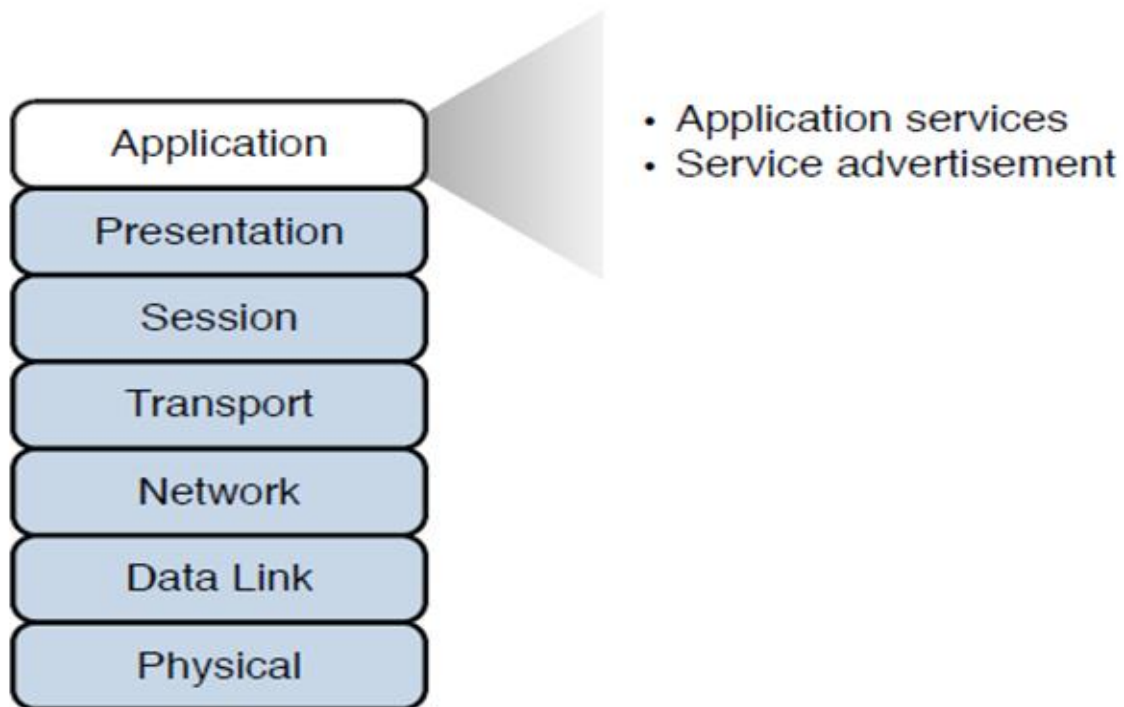 Application
• Application services
• Service advertisement
Presentation
Session
Transport
Network
Data Link
Physical